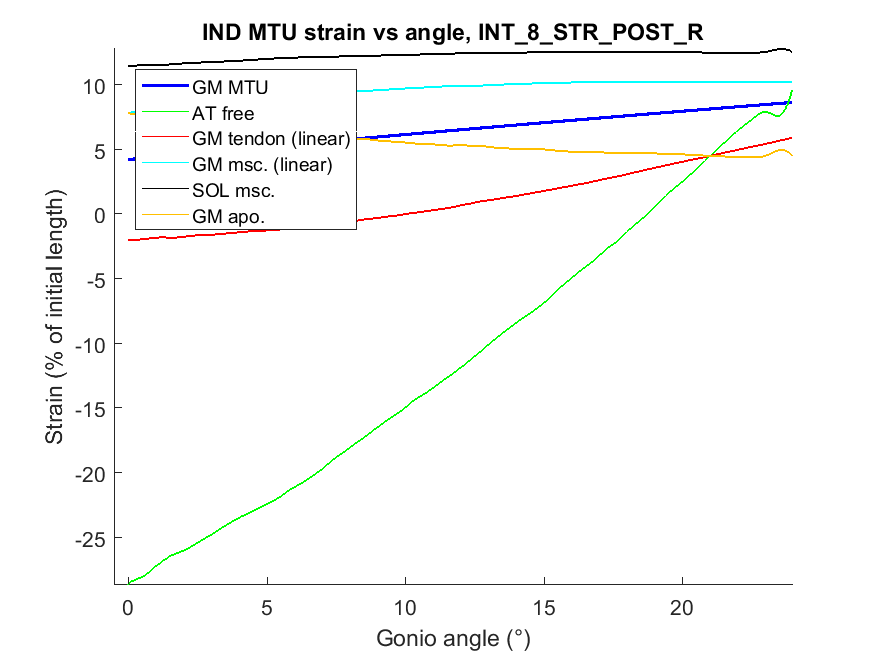 IND MTU strain vs angle, INT_8_STR_POST_R
10
5
0
-5
-10
-15
-20
-25
Strain (% of initial length)
GM MTU
AT free
GM tendon (linear)
GM msc. (linear)
SOL msc.
GM apo.
0 5 10 15 20
Gonio angle (°)